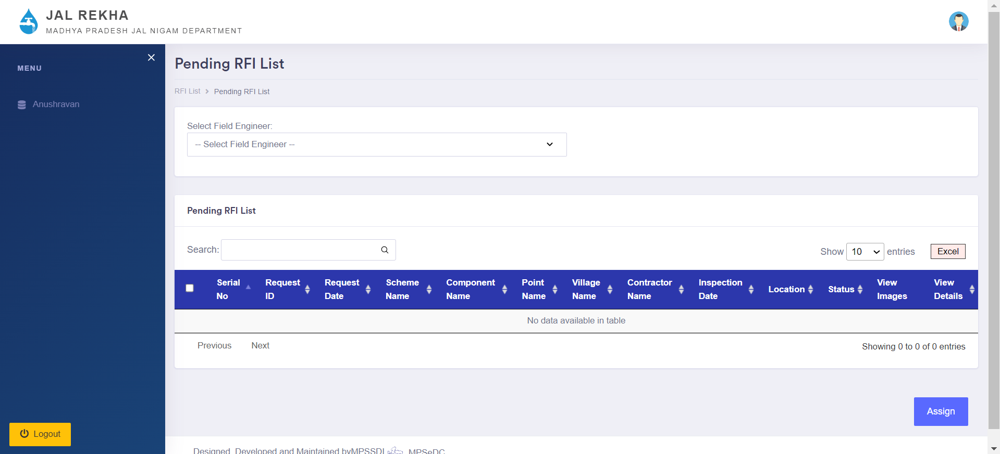 JAL REKHA
MADHYA PRADESH JAL NIGAM DEPARTMENT
MENU
Anushravan
Logout
Pending RFI List
RFI List > Pending RFI List
Select Field Engineer:
-- Select Field Engineer --
Pending RFI List
Search:
Show 10 entries
Excel
Serial No
Request ID
Request Date
Scheme Name
Component Name
Point Name
Village Name
Contractor Name
Inspection Date
Location
Status
View Images
View Details
No data available in table
Previous
Next
Showing 0 to 0 of 0 entries
Assign
Designed, Developed and Maintained byMPSSDI MPSeDC